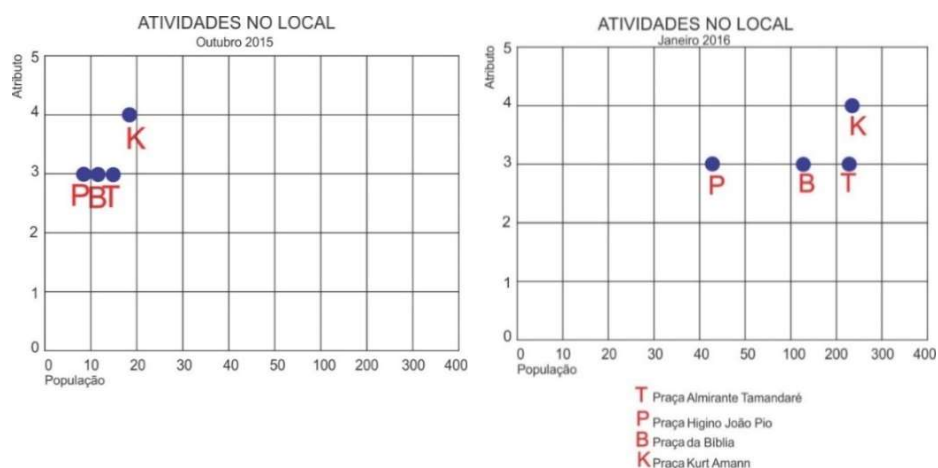 ATIVIDADES NO LOCAL
Outubro 2015
Atributo
5
4
3
2
1
0
K
P B T
0 10 20 30 40 50 100 200 300 400
População
ATIVIDADES NO LOCAL
Janeiro 2016
Atributo
5
4
3
2
1
0
K
P B T
0 10 20 30 40 50 100 200 300 400
População
T Praça Almirante Tamandaré
P Praça Higino João Pio
B Praça da Bíblia
K Praça Kurt Amann